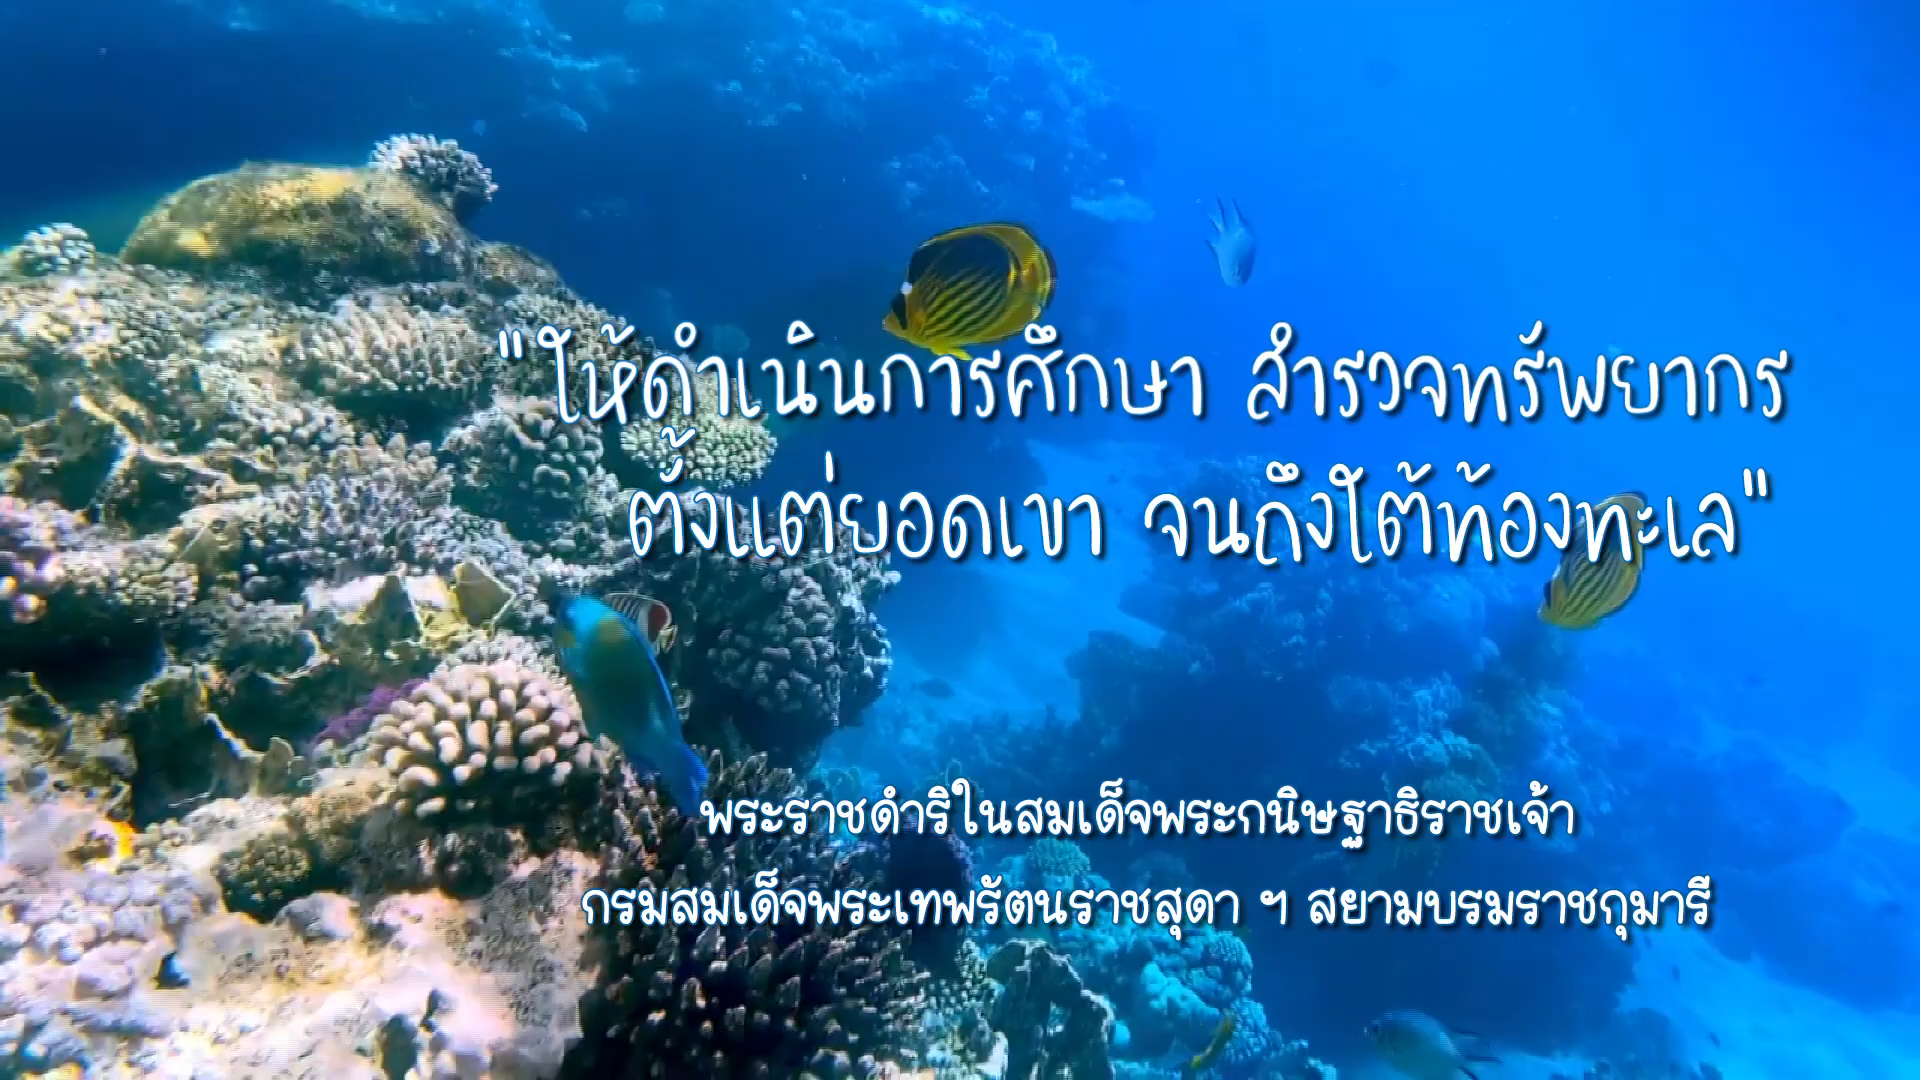 "ให้ดำเนินการศึกษา สำรวจทรัพยากร
ตั้งแต่ยอดเขา จนถึงใต้ท้องทะเล"
พระราชดำริในสมเด็จพระกนิษฐาธิราชเจ้า
กรมสมเด็จพระเทพรัตนราชสุดา ฯ สยามบรมราชกุมารี